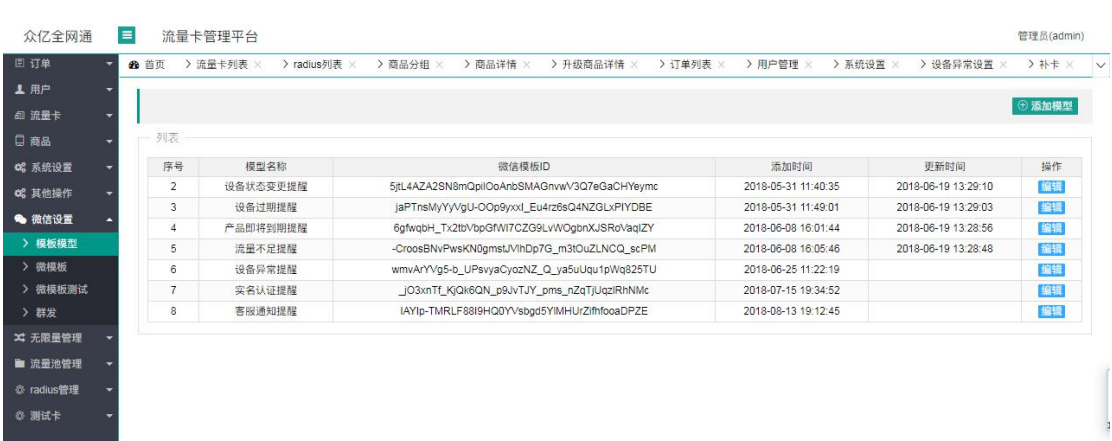 众亿全网通 流量卡管理平台 管理员(admin)
订单 首页 > 流量卡列表 × > radius列表 × > 商品分组 × > 商品详情 × > 升级商品详情 × > 订单列表 × > 用户管理 × > 系统设置 × > 设备异常设置 × > 补卡 ×
用户
流量卡
商品
系统设置
其他操作
微信设置
> 模板模型
> 微模板
> 微模板测试
> 群发
无限量管理
流量池管理
radius管理
测试卡
添加模型
列表
序号 模型名称 微信模板ID 添加时间 更新时间 操作
2 设备状态变更提醒 5jtL4AZA2SN8mQpilOoAnbSMAGnvwV3Q7eGaCHYeymc 2018-05-31 11:40:35 2018-06-19 13:29:10 编辑
3 设备过期提醒 jaPTnsMyYyVgU-OOp9yxxI_Eu4rz6sQ4NZGLxPIYDBE 2018-05-31 11:49:01 2018-06-19 13:29:03 编辑
4 产品即将到期提醒 6gfwqbH_Tx2tbVbpGfWI7CZG9LvWOgbnXJSRoVaqIZY 2018-06-08 16:01:44 2018-06-19 13:28:56 编辑
5 流量不足提醒 -CroosBNvPwsKN0gmstJVlhDp7G_m3tOuZLNCQ_scPM 2018-06-08 16:05:46 2018-06-19 13:28:48 编辑
6 设备异常提醒 wmvArYVg5-b_UPsvyaCyozNZ_Q_ya5uUqu1pWq825TU 2018-06-25 11:22:19 编辑
7 实名认证提醒 _jO3xnTf_KjQk6QN_p9JvTJY_pms_nZqTjUqzIRhNMc 2018-07-15 19:34:52 编辑
8 客服通知提醒 IAYIp-TMRLF88I9HQ0YVsbgd5YlMHUrZifhfooaDPZE 2018-08-13 19:12:45 编辑